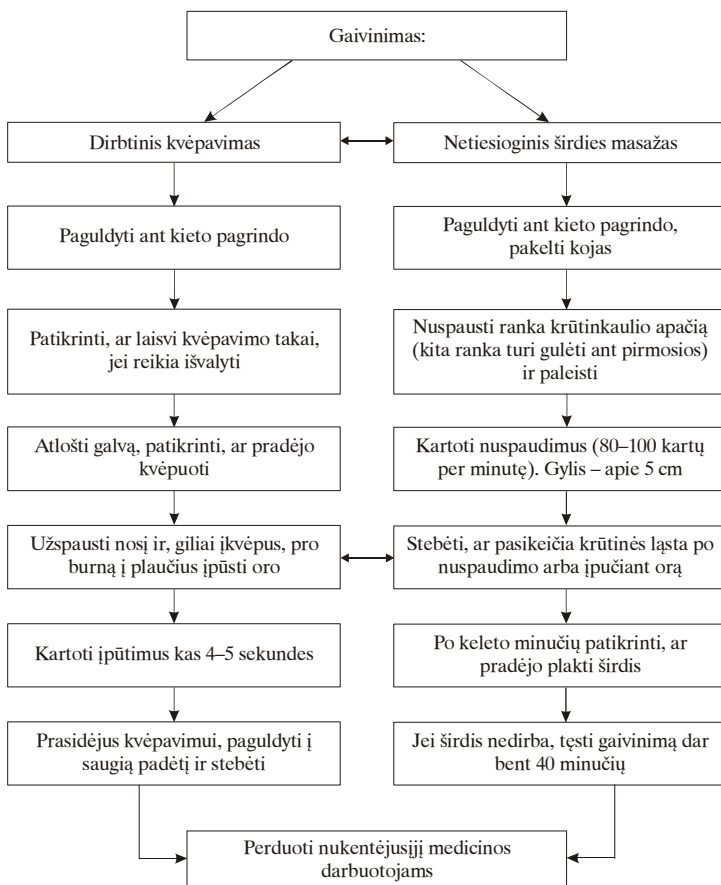 Gaivinimas:
Dirbtinis kvėpavimas
Netiesioginis širdies masažas
Paguldyti ant kieto pagrindo
Paguldyti ant kieto pagrindo,
pakelti kojas
Patikrinti, ar laisvi kvėpavimo takai,
jei reikia išvalyti
Nuspausti ranka krūtinkaulio apačią
(kita ranka turi gulėti ant pirmosios)
ir paleisti
Atlošti galvą, patikrinti, ar pradėjo
kvėpuoti
Kartoti nuspaudimus (80–100 kartų
per minutę). Gylis – apie 5 cm
Užspausti nosį ir, giliai įkvėpus, pro
burną į plaučius įpūsti oro
Stebėti, ar pasikeičia krūtinės ląsta po
nuspaudimo arba įpučiant orą
Kartoti įpūtimus kas 4–5 sekundes
Po keleto minučių patikrinti, ar
pradėjo plakti širdis
Prasidėjus kvėpavimui, paguldyti į
saugią padėtį ir stebėti
Jei širdis nedirba, tęsti gaivinimą dar
bent 40 minučių
Perduoti nukentėjusįjį medicinos
darbuotojams